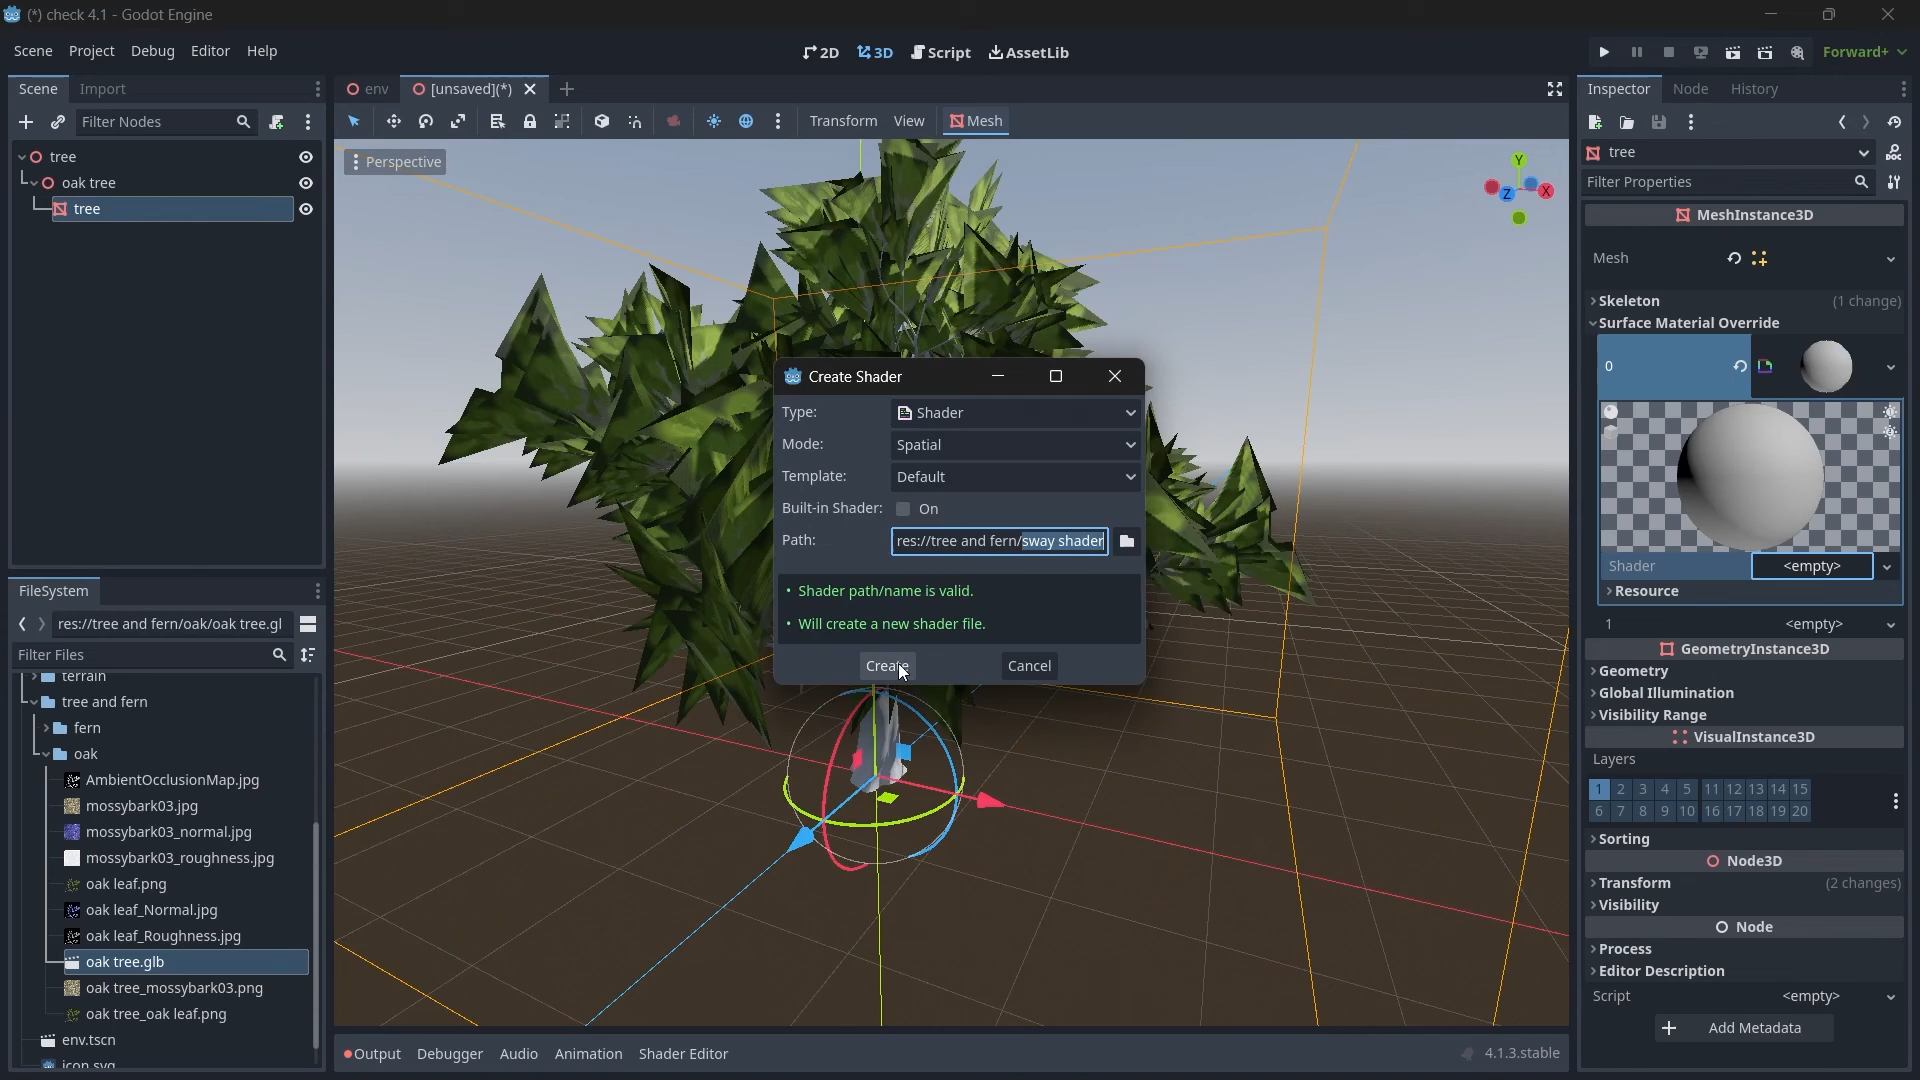 (*) check 4.1 - Godot Engine
Scene Project Debug Editor Help
2D 3D Script AssetLib
Forward+
Scene Import
env [unsaved](*)
Inspector Node History
Filter Nodes
Transform View Mesh
tree
oak tree
tree
Perspective
Y
X
Z
Create Shader
Type: Shader
Mode: Spatial
Template: Default
Built-in Shader: On
Path: res://tree and fern/sway shader
• Shader path/name is valid.
• Will create a new shader file.
Create Cancel
tree
Filter Properties
MeshInstance3D
Mesh
Skeleton (1 change)
Surface Material Override
0
Shader <empty>
Resource
1 <empty>
GeometryInstance3D
Geometry
Global Illumination
Visibility Range
VisualInstance3D
Layers
1 2 3 4 5 11 12 13 14 15
6 7 8 9 10 16 17 18 19 20
Sorting
Node3D
Transform (2 changes)
Visibility
Node
Process
Editor Description
Script <empty>
Add Metadata
FileSystem
res://tree and fern/oak/oak tree.gl
Filter Files
terrain
tree and fern
fern
oak
AmbientOcclusionMap.jpg
mossybark03.jpg
mossybark03_normal.jpg
mossybark03_roughness.jpg
oak leaf.png
oak leaf_Normal.jpg
oak leaf_Roughness.jpg
oak tree.glb
oak tree_mossybark03.png
oak tree_oak leaf.png
env.tscn
icon.svg
Output Debugger Audio Animation Shader Editor
4.1.3.stable